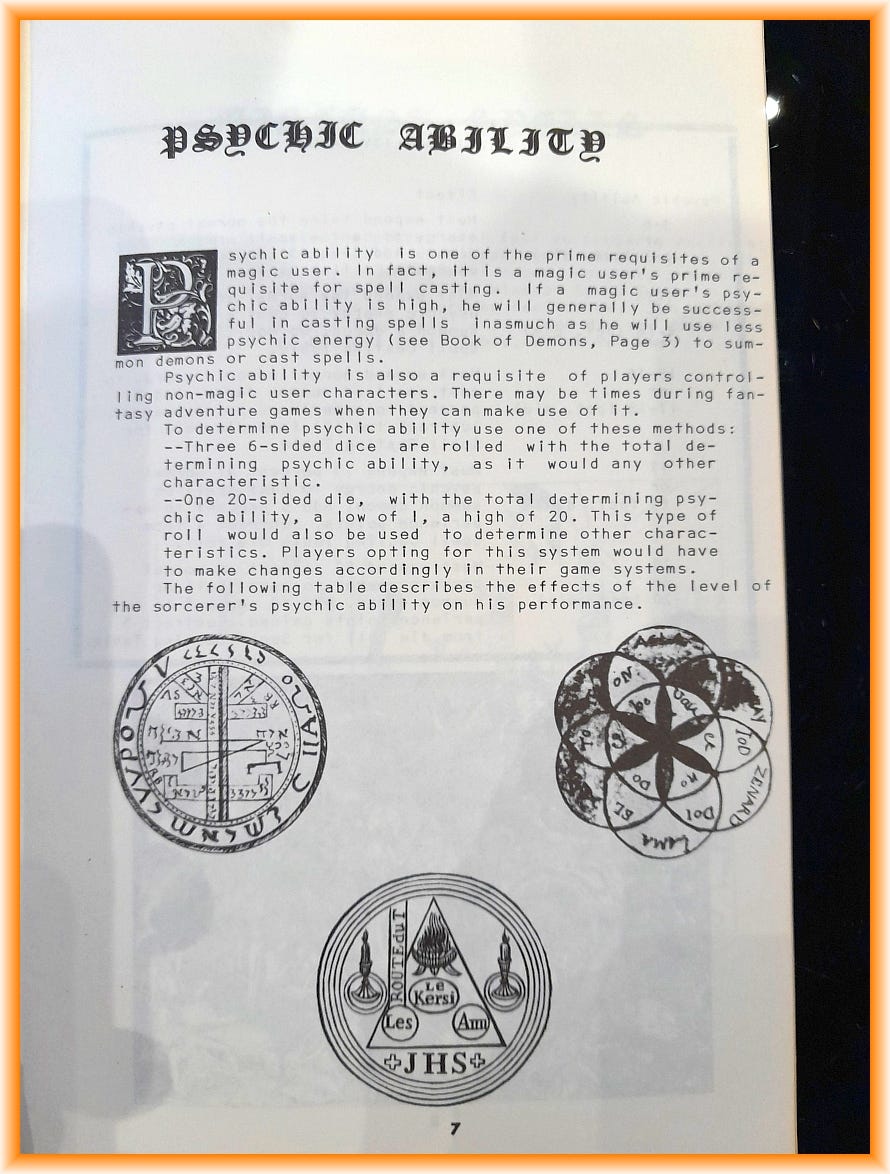 PSYCHIC ABILITY
Psychic ability is one of the prime requisites of a
magic user. In fact, it is a magic user's prime re-
quisite for spell casting. If a magic user's psy-
chic ability is high, he will generally be success-
ful in casting spells inasmuch as he will use less
psychic energy (see Book of Demons, Page 3) to sum-
mon demons or cast spells.
Psychic ability is also a requisite of players control-
ling non-magic user characters. There may be times during fan-
tasy adventure games when they can make use of it.
To determine psychic ability use one of these methods:
--Three 6-sided dice are rolled with the total de-
termining psychic ability, as it would any other
characteristic.
--One 20-sided die, with the total determining psy-
chic ability, a low of 1, a high of 20. This type of
roll would also be used to determine other charac-
teristics. Players opting for this system would have
to make changes accordingly in their game systems.
The following table describes the effects of the level of
the sorcerer's psychic ability on his performance.
ZENARD
TOD
DOI
EL
ON
ROUTE du T
Le
Kersi
Les
Am
JHS
7